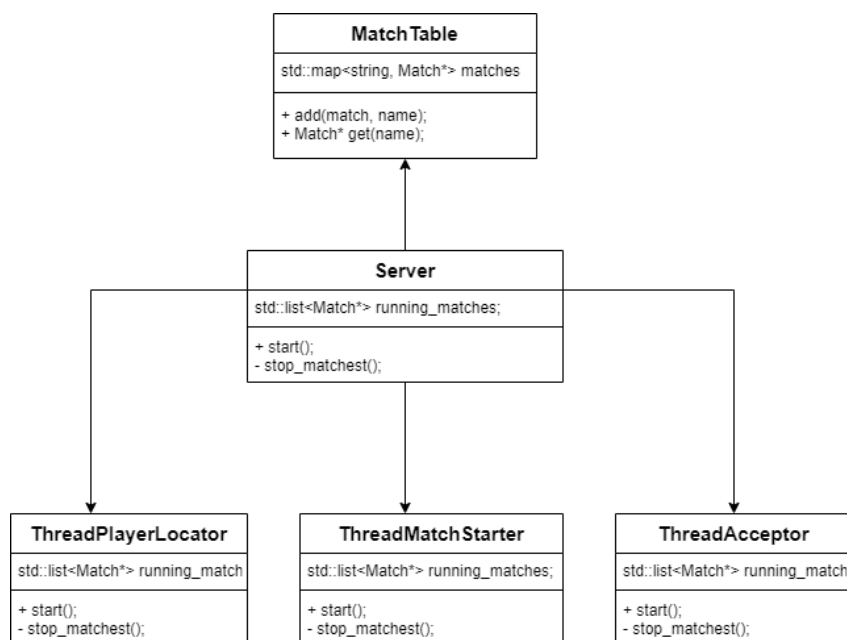 MatchTable
std::map<string, Match*> matches
+ add(match, name);
+ Match* get(name);
Server
std::list<Match*> running_matches;
+ start();
- stop_matchest();
ThreadPlayerLocator
std::list<Match*> running_match
+ start();
- stop_matchest();
ThreadMatchStarter
std::list<Match*> running_matches;
+ start();
- stop_matchest();
ThreadAcceptor
std::list<Match*> running_match
+ start();
- stop_matchest();